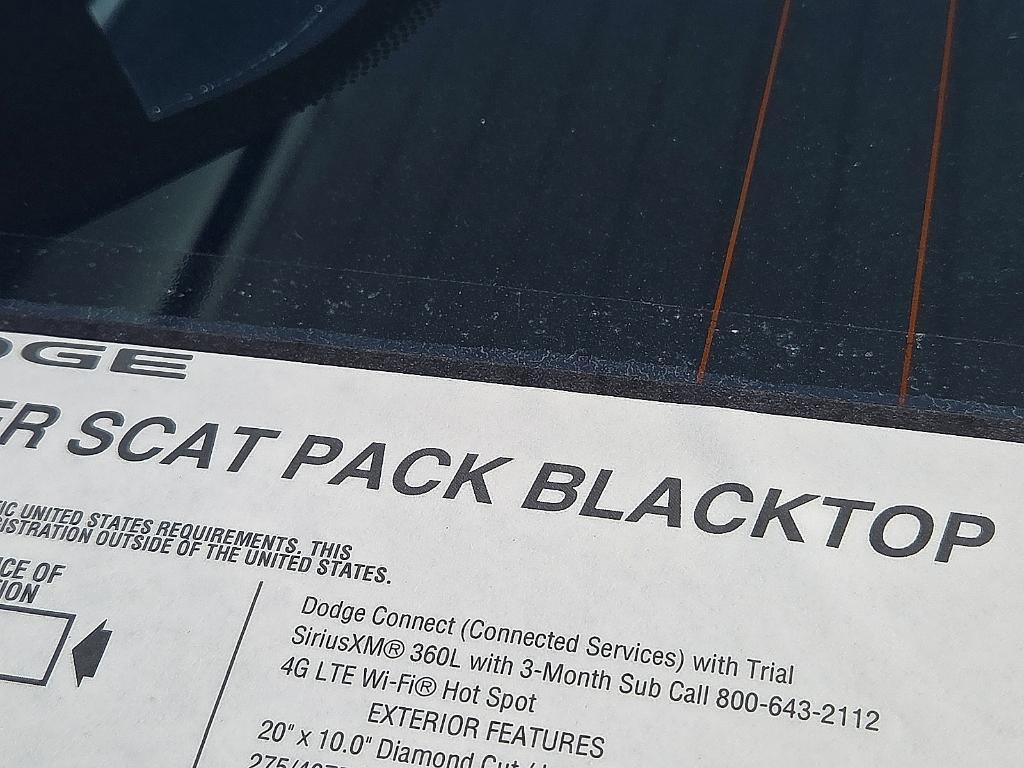 DGE
ER SCAT PACK BLACKTOP
IC UNITED STATES REQUIREMENTS. THIS
ISTRATION OUTSIDE OF THE UNITED STATES.
CE OF
ION
Dodge Connect (Connected Services) with Trial
SiriusXM® 360L with 3-Month Sub Call 800-643-2112
4G LTE Wi-Fi® Hot Spot
EXTERIOR FEATURES
20" x 10.0" Diamond Cut